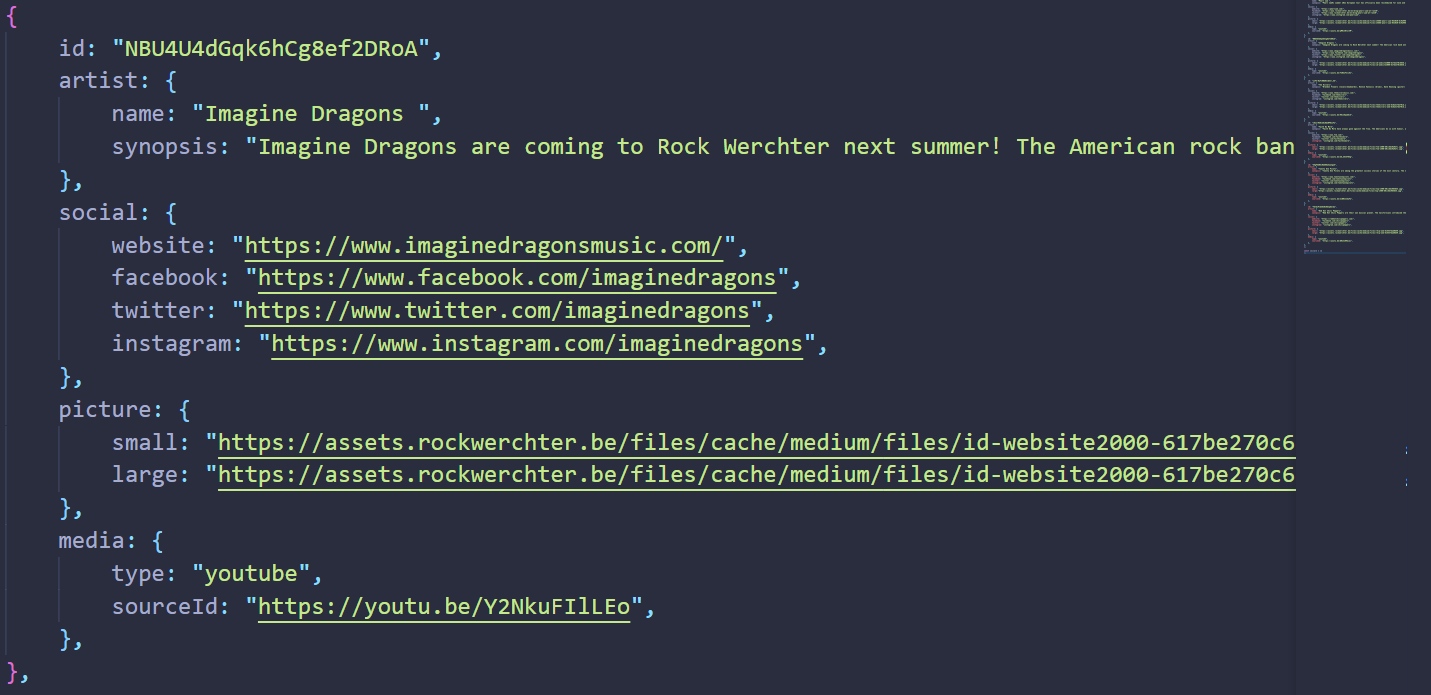 {
id: "NBU4U4dGqk6hCg8ef2DRoA",
artist: {
name: "Imagine Dragons ",
synopsis: "Imagine Dragons are coming to Rock Werchter next summer! The American rock ban
},
social: {
website: "https://www.imaginedragonsmusic.com/",
facebook: "https://www.facebook.com/imaginedragons",
twitter: "https://www.twitter.com/imaginedragons",
instagram: "https://www.instagram.com/imaginedragons",
},
picture: {
small: "https://assets.rockwerchter.be/files/cache/medium/files/id-website2000-617be270c6
large: "https://assets.rockwerchter.be/files/cache/medium/files/id-website2000-617be270c6
},
media: {
type: "youtube",
sourceId: "https://youtu.be/Y2NkuFIlLEo",
},
},